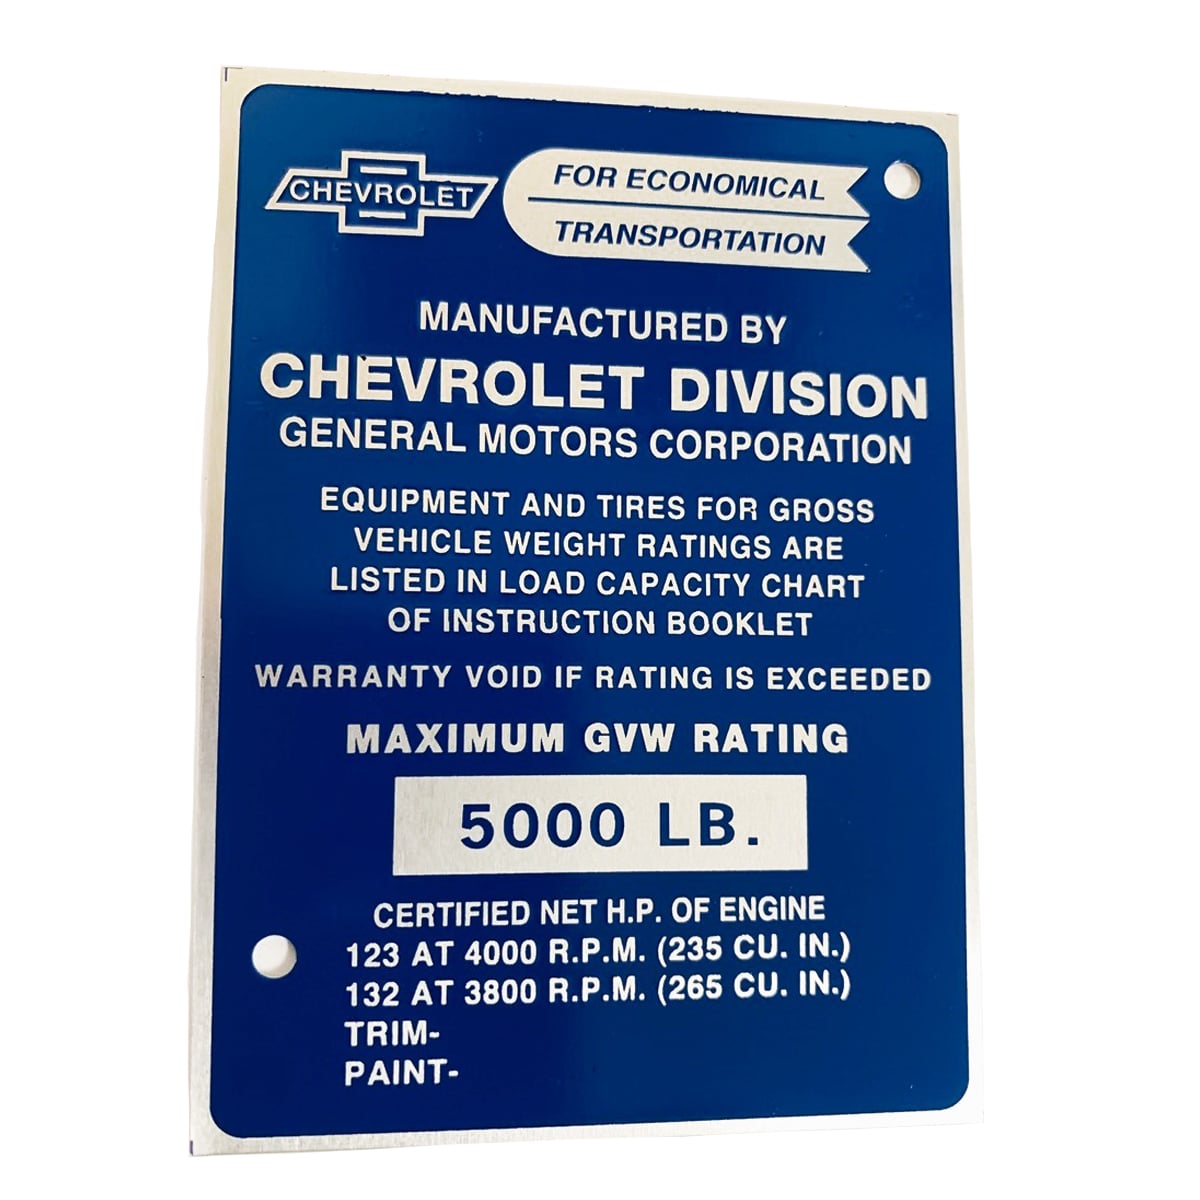 CHEVROLET
FOR ECONOMICAL
TRANSPORTATION
MANUFACTURED BY
CHEVROLET DIVISION
GENERAL MOTORS CORPORATION
EQUIPMENT AND TIRES FOR GROSS
VEHICLE WEIGHT RATINGS ARE
LISTED IN LOAD CAPACITY CHART
OF INSTRUCTION BOOKLET
WARRANTY VOID IF RATING IS EXCEEDED
MAXIMUM GVW RATING
5000 LB.
CERTIFIED NET H.P. OF ENGINE
123 AT 4000 R.P.M. (235 CU. IN.)
132 AT 3800 R.P.M. (265 CU. IN.)
TRIM-
PAINT-